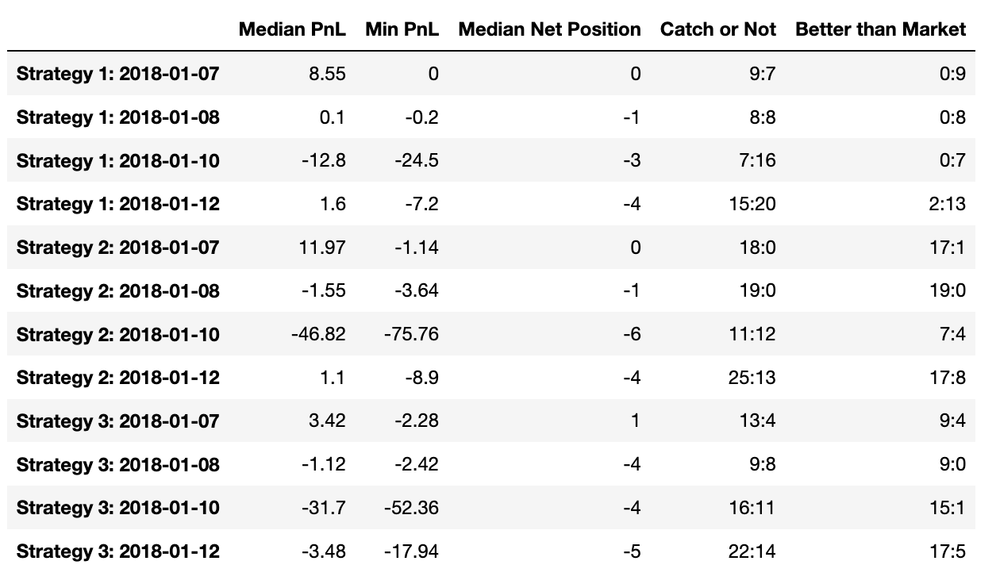 Median PnL Min PnL Median Net Position Catch or Not Better than Market
Strategy 1: 2018-01-07 8.55 0 0 9:7 0:9
Strategy 1: 2018-01-08 0.1 -0.2 -1 8:8 0:8
Strategy 1: 2018-01-10 -12.8 -24.5 -3 7:16 0:7
Strategy 1: 2018-01-12 1.6 -7.2 -4 15:20 2:13
Strategy 2: 2018-01-07 11.97 -1.14 0 18:0 17:1
Strategy 2: 2018-01-08 -1.55 -3.64 -1 19:0 19:0
Strategy 2: 2018-01-10 -46.82 -75.76 -6 11:12 7:4
Strategy 2: 2018-01-12 1.1 -8.9 -4 25:13 17:8
Strategy 3: 2018-01-07 3.42 -2.28 1 13:4 9:4
Strategy 3: 2018-01-08 -1.12 -2.42 -4 9:8 9:0
Strategy 3: 2018-01-10 -31.7 -52.36 -4 16:11 15:1
Strategy 3: 2018-01-12 -3.48 -17.94 -5 22:14 17:5